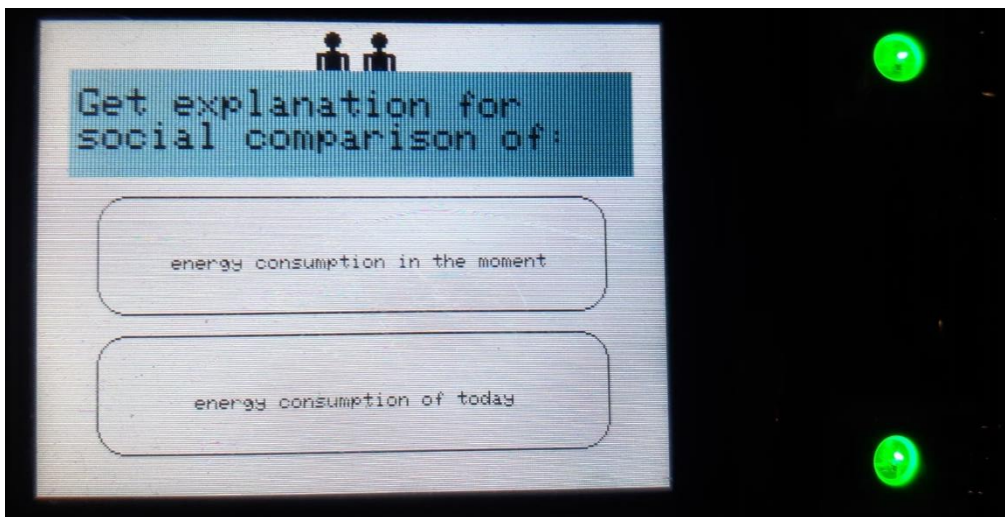 Get explanation for
social comparison of:
energy consumption in the moment
energy consumption of today